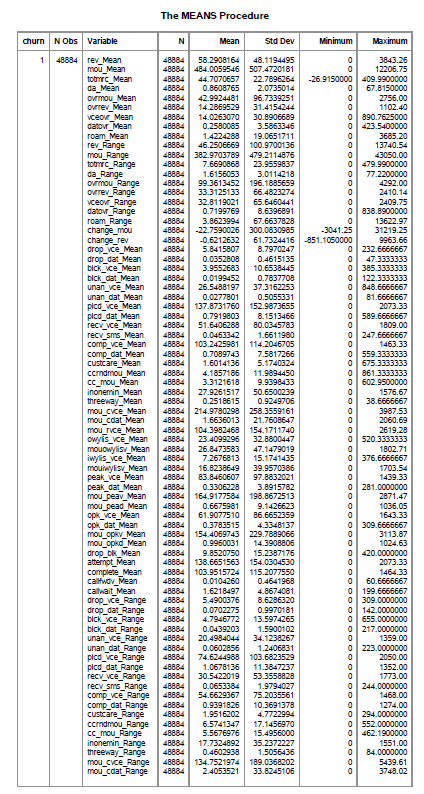 The MEANS Procedure
churn N Obs Variable N Mean Std Dev Minimum Maximum
1 48884 rev_Mean 48884 58.2908164 48.1194495 0 3843.26
mou_Mean 48884 484.0059546 507.4720181 0 12206.75
totmrc_Mean 48884 44.7070657 22.7896264 -26.9150000 409.9900000
da_Mean 48884 0.8608765 2.0735014 0 67.8150000
ovrmou_Mean 48884 42.9924481 96.7339251 0 2756.00
ovrrev_Mean 48884 14.2869529 31.4154495 0 1102.40
vceovr_Mean 48884 14.0263070 30.8906689 0 890.7625000
datovr_Mean 48884 0.2580085 3.5863346 0 423.5400000
roam_Mean 48884 1.4224288 19.0651711 0 3685.20
rev_Range 48884 46.2506669 100.9700136 0 13740.54
mou_Range 48884 382.9703789 479.2114876 0 43050.00
totmrc_Range 48884 7.6690868 23.9559837 0 479.9900000
da_Range 48884 1.6156053 3.0114218 0 77.2200000
ovrmou_Range 48884 99.3613452 196.1885659 0 4292.00
ovrrev_Range 48884 33.3125133 66.4823274 0 2410.14
vceovr_Range 48884 32.8119021 65.6460441 0 2409.75
datovr_Range 48884 0.7199769 8.6396891 0 838.8900000
roam_Range 48884 3.8623994 67.6637828 0 13622.97
change_mou 48884 -22.7590026 300.0830985 -3041.25 31219.25
change_rev 48884 -0.6212632 61.7324416 -851.1050000 9963.66
drop_vce_Mean 48884 5.8415807 8.7970247 0 232.6666667
drop_dat_Mean 48884 0.0352808 0.4615135 0 47.3333333
blck_vce_Mean 48884 3.9552683 10.6538445 0 385.3333333
blck_dat_Mean 48884 0.0199452 0.7837708 0 122.3333333
unan_vce_Mean 48884 26.5488197 37.3162253 0 848.6666667
unan_dat_Mean 48884 0.0277801 0.5055331 0 81.6666667
plcd_vce_Mean 48884 137.8731760 152.9873655 0 2073.33
plcd_dat_Mean 48884 0.7919803 8.1513466 0 589.6666667
recv_vce_Mean 48884 51.6406288 80.0345783 0 1809.00
recv_sms_Mean 48884 0.0463342 1.6611980 0 247.6666667
comp_vce_Mean 48884 103.2425981 114.2046705 0 1463.33
comp_dat_Mean 48884 0.7089743 7.5817266 0 559.3333333
custcare_Mean 48884 1.6014136 5.1740324 0 675.3333333
ccrndmou_Mean 48884 4.1857186 11.9894450 0 861.3333333
cc_mou_Mean 48884 3.3121618 9.9398433 0 602.9500000
inonemin_Mean 48884 27.9261517 50.6500239 0 1576.67
threeway_Mean 48884 0.2518615 0.9249706 0 38.6666667
mou_cvce_Mean 48884 214.9780298 258.3559161 0 3987.53
mou_cdat_Mean 48884 1.6636013 21.7608647 0 2060.69
mou_rvce_Mean 48884 104.3982468 154.1711740 0 2619.28
owylis_vce_Mean 48884 23.4099296 32.8800447 0 520.3333333
mouowylisv_Mean 48884 26.8473583 47.1479019 0 1802.71
iwylis_vce_Mean 48884 7.2676813 15.1741435 0 376.6666667
mouiwylisv_Mean 48884 16.8238649 39.9570386 0 1703.54
peak_vce_Mean 48884 83.8460607 97.8832021 0 1439.33
peak_dat_Mean 48884 0.3306228 3.8915782 0 281.0000000
mou_peav_Mean 48884 164.9177584 198.8672513 0 2871.47
mou_pead_Mean 48884 0.6675981 9.1426623 0 1036.05
opk_vce_Mean 48884 61.9077510 86.6652359 0 1643.33
opk_dat_Mean 48884 0.3783515 4.3348137 0 309.6666667
mou_opkv_Mean 48884 154.4069743 229.7889066 0 3113.87
mou_opkd_Mean 48884 0.9960031 14.3908806 0 1024.63
drop_blk_Mean 48884 9.8520750 15.2387176 0 420.0000000
attempt_Mean 48884 138.6651563 154.0304530 0 2073.33
complete_Mean 48884 103.9515724 115.2077550 0 1464.33
callfwdv_Mean 48884 0.0104260 0.4641968 0 60.6666667
callwait_Mean 48884 1.6218497 4.8674081 0 199.6666667
drop_vce_Range 48884 5.4900376 8.6286320 0 309.0000000
drop_dat_Range 48884 0.0702275 0.9970181 0 142.0000000
blck_vce_Range 48884 4.7946772 13.5974265 0 655.0000000
blck_dat_Range 48884 0.0439203 1.5900102 0 217.0000000
unan_vce_Range 48884 20.4984044 34.1238267 0 1359.00
unan_dat_Range 48884 0.0602856 1.2406831 0 223.0000000
plcd_vce_Range 48884 74.6244988 103.6823529 0 2050.00
plcd_dat_Range 48884 1.0678136 11.3847237 0 1352.00
recv_vce_Range 48884 30.5422019 53.3558828 0 1773.00
recv_sms_Range 48884 0.0653384 1.9794027 0 244.0000000
comp_vce_Range 48884 54.6629367 75.2035561 0 1468.00
comp_dat_Range 48884 0.9391826 10.3691378 0 1274.00
custcare_Range 48884 1.9516202 4.7722994 0 294.0000000
ccrndmou_Range 48884 6.5741347 17.1456970 0 552.0000000
cc_mou_Range 48884 5.5676976 15.4956000 0 462.1900000
inonemin_Range 48884 17.7324892 35.2372227 0 1551.00
threeway_Range 48884 0.4602938 1.5056436 0 84.0000000
mou_cvce_Range 48884 134.7521974 189.0368202 0 5439.61
mou_cdat_Range 48884 2.4053521 33.8245106 0 3748.02